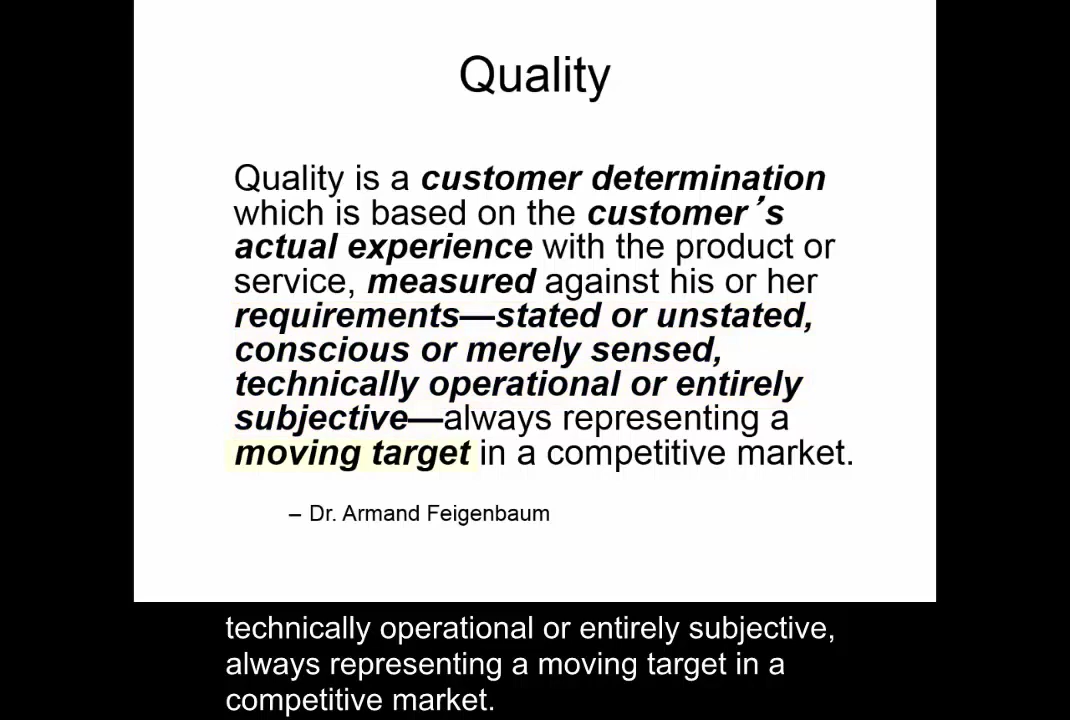 Quality
Quality is a customer determination
which is based on the customer’s
actual experience with the product or
service, measured against his or her
requirements—stated or unstated,
conscious or merely sensed,
technically operational or entirely
subjective—always representing a
moving target in a competitive market.
– Dr. Armand Feigenbaum
technically operational or entirely subjective,
always representing a moving target in a
competitive market.